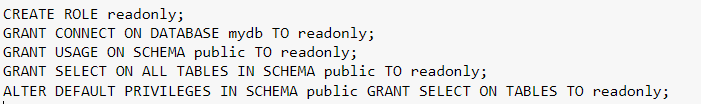 CREATE ROLE readonly;
GRANT CONNECT ON DATABASE mydb TO readonly;
GRANT USAGE ON SCHEMA public TO readonly;
GRANT SELECT ON ALL TABLES IN SCHEMA public TO readonly;
ALTER DEFAULT PRIVILEGES IN SCHEMA public GRANT SELECT ON TABLES TO readonly;